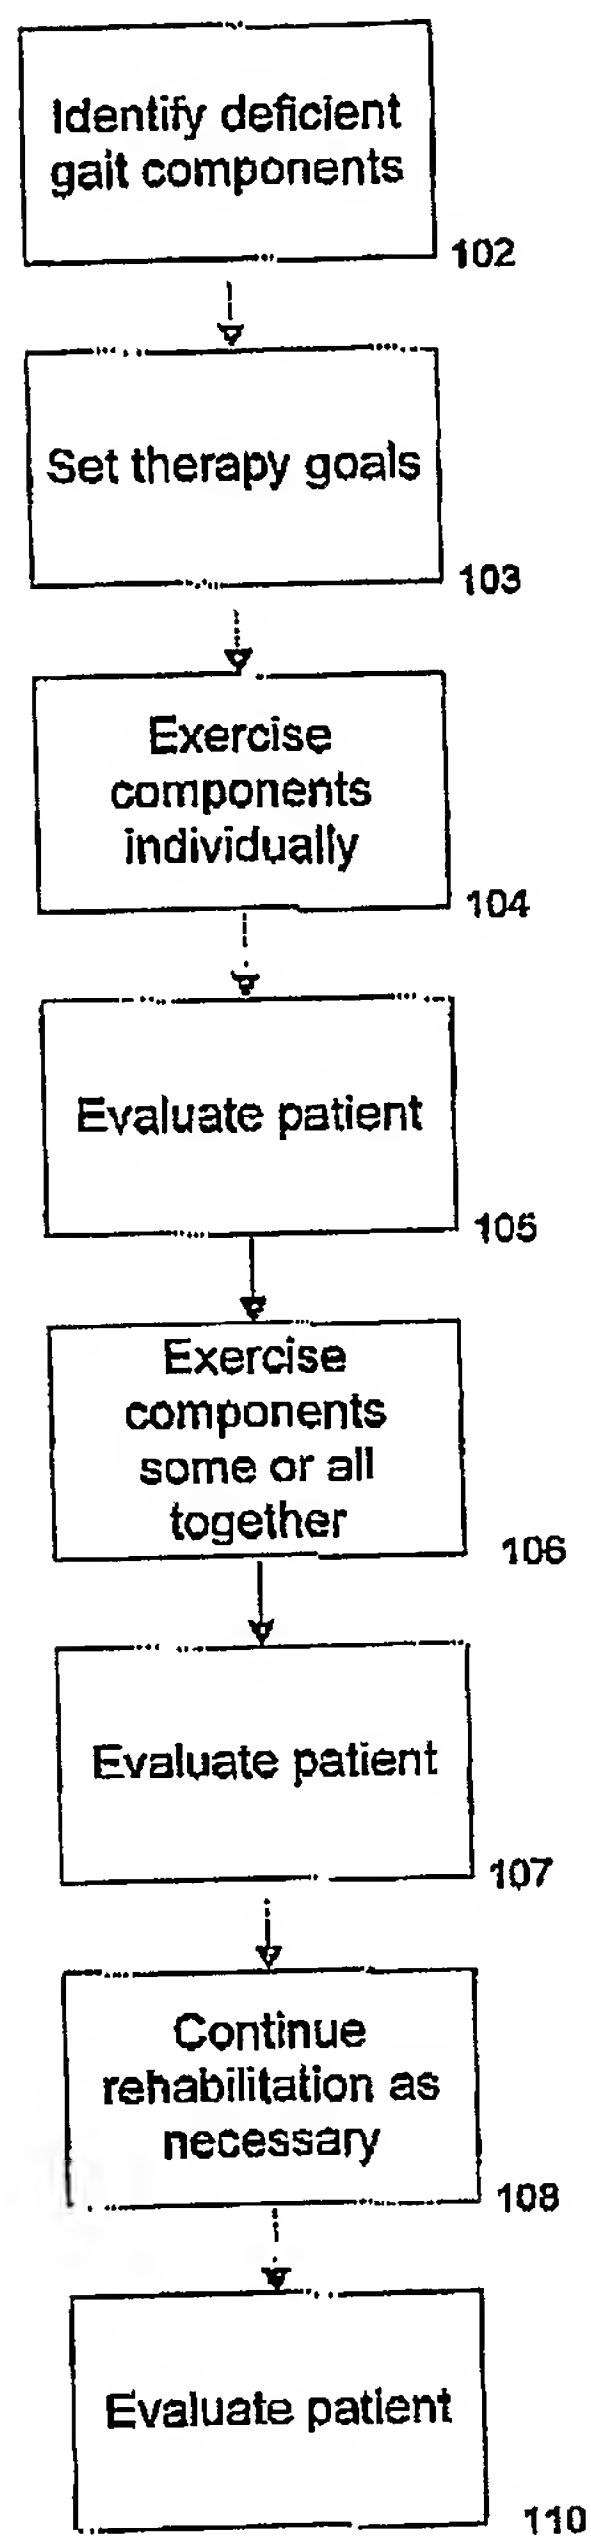 Identify deficient
gait components
102
Set therapy goals
103
Exercise
components
individually
104
Evaluate patient
105
Exercise
components
some or all
together
106
Evaluate patient
107
Continue
rehabilitation as
necessary
108
Evaluate patient
110